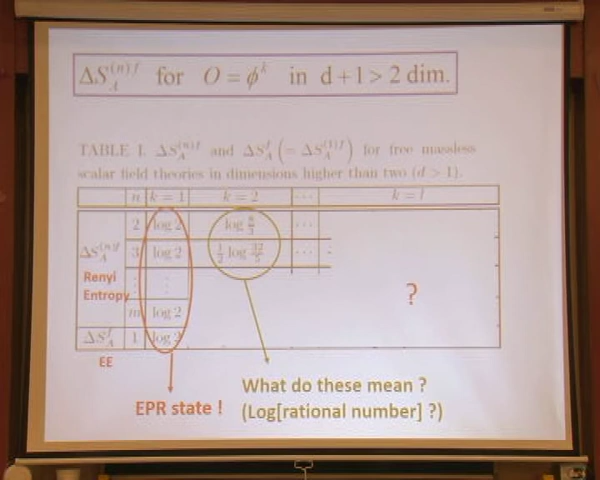 ΔS_A^{(n)f} for O = ϕ^k in d+1>2 dim.
TABLE I. ΔS_A^{(n)f} and ΔS_A^f (= ΔS_A^{(1)f}) for free massless
scalar field theories in dimensions higher than two (d > 1).
n k = 1 k = 2 ... k = l
2 log 2 log 8/3 ...
ΔS_A^{(n)f} 3 log 2 1/2 log 32/5 ...
Renyi
Entropy
m log 2
?
ΔS_A^f 1 log 2
EE
What do these mean ?
EPR state !
(Log[rational number] ?)